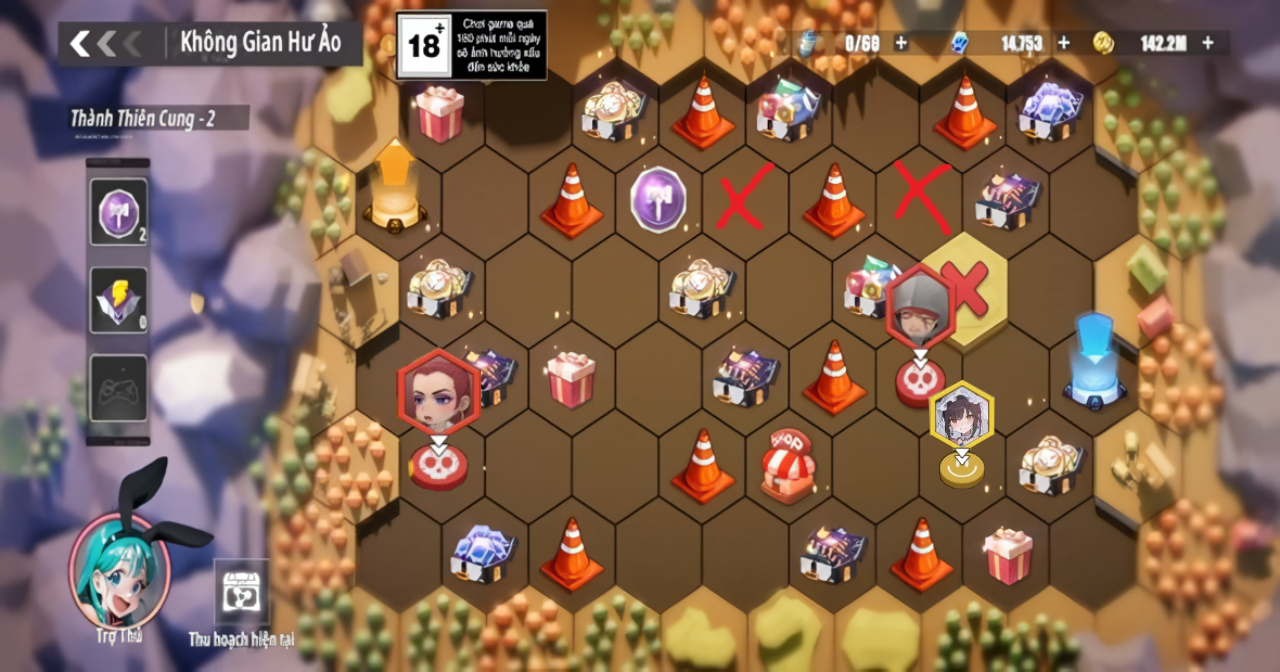 Không Gian Hư Ảo
18+
Chơi game quá
180 phút mỗi ngày
sẽ ảnh hưởng xấu
đến sức khỏe
0/60
14.753
142.2M
Thành Thiên Cung - 2
2
0
SHOP
Trợ Thủ
Thu hoạch hiện tại